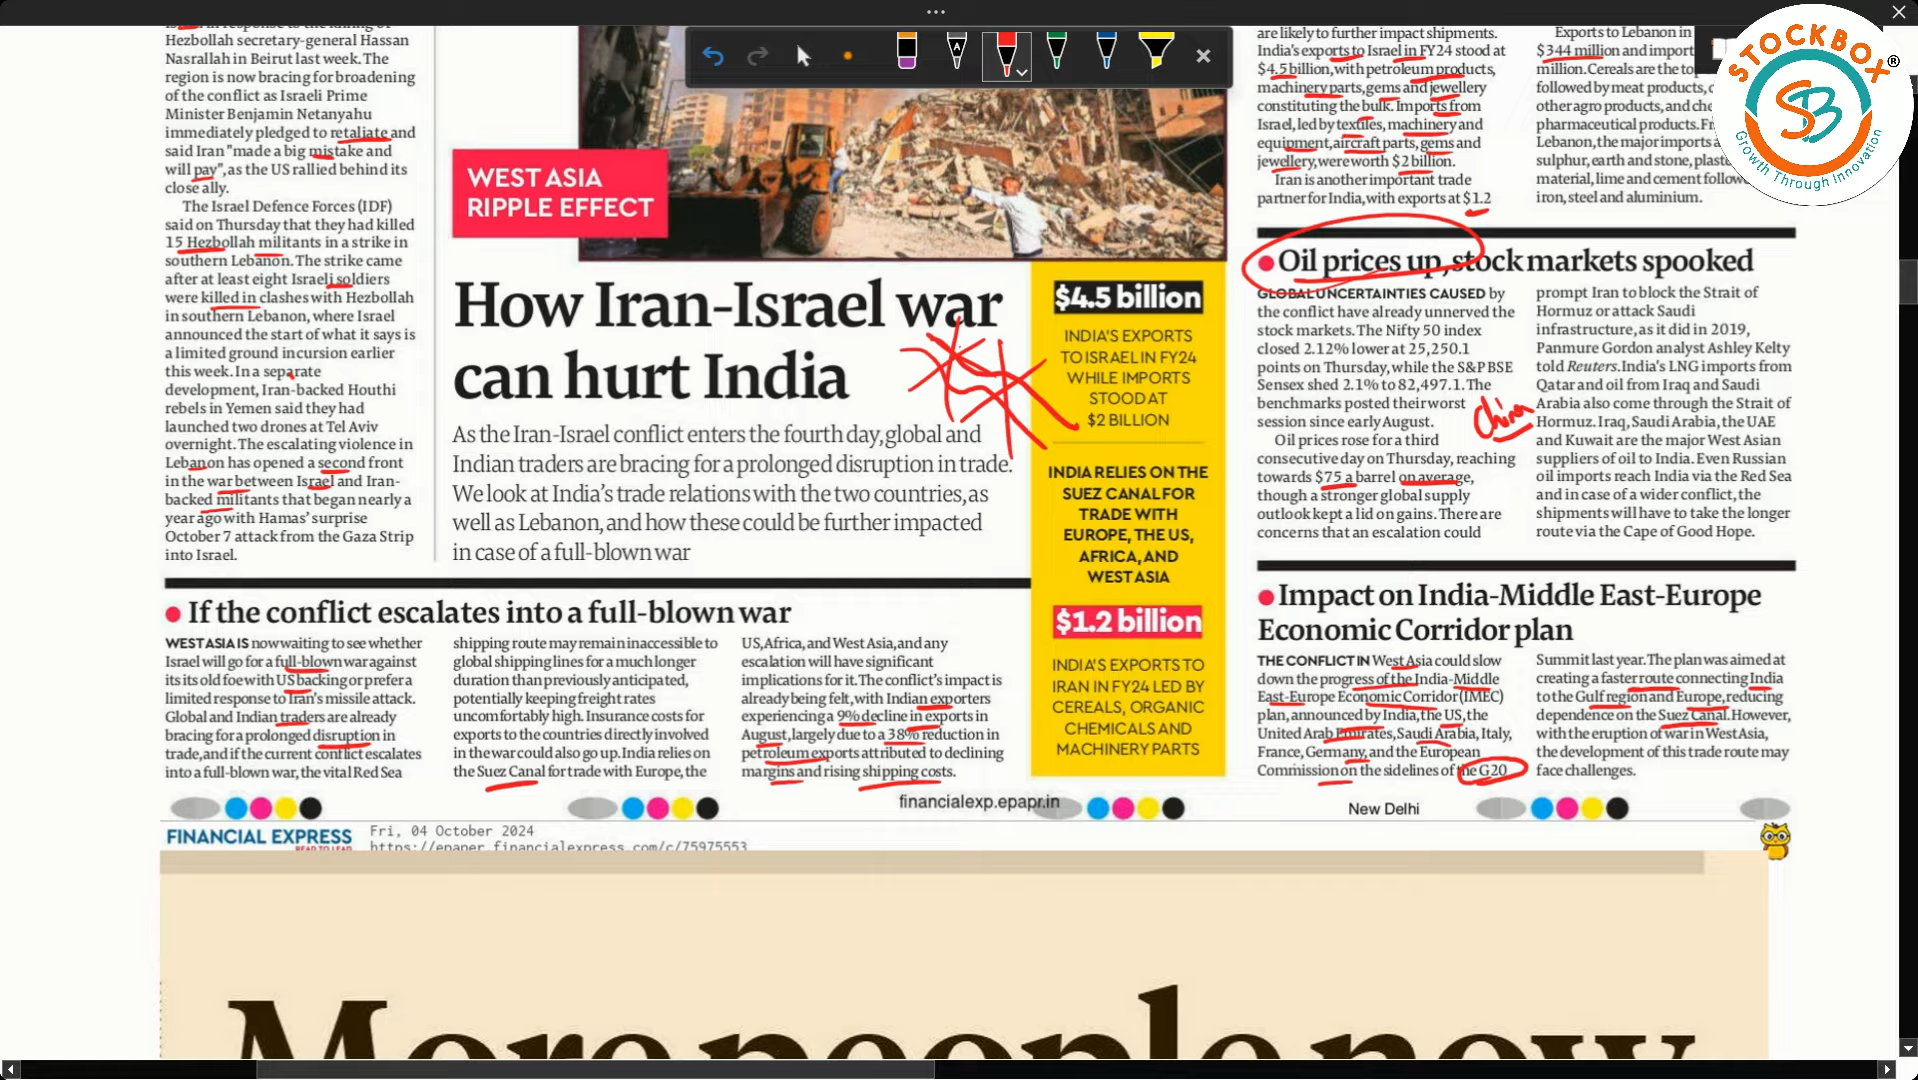 Hezbollah secretary-general Hassan
Nasrallah in Beirut last week. The
region is now bracing for broadening
of the conflict as Israeli Prime
Minister Benjamin Netanyahu
immediately pledged to retaliate and
said Iran "made a big mistake and
will pay", as the US rallied behind its
close ally.
The Israel Defence Forces (IDF)
said on Thursday that they had killed
15 Hezbollah militants in a strike in
southern Lebanon. The strike came
after at least eight Israeli soldiers
were killed in clashes with Hezbollah
in southern Lebanon, where Israel
announced the start of what it says is
a limited ground incursion earlier
this week. In a separate
development, Iran-backed Houthi
rebels in Yemen said they had
launched two drones at Tel Aviv
overnight. The escalating violence in
Lebanon has opened a second front
in the war between Israel and Iran-
backed militants that began nearly a
year ago with Hamas' surprise
October 7 attack from the Gaza Strip
into Israel.
WEST ASIA
RIPPLE EFFECT
How Iran-Israel war
can hurt India
As the Iran-Israel conflict enters the fourth day, global and
Indian traders are bracing for a prolonged disruption in trade.
We look at India's trade relations with the two countries, as
well as Lebanon, and how these could be further impacted
in case of a full-blown war
$4.5 billion
INDIA'S EXPORTS
TO ISRAEL IN FY24
WHILE IMPORTS
STOOD AT
$2 BILLION
INDIA RELIES ON THE
SUEZ CANAL FOR
TRADE WITH
EUROPE, THE US,
AFRICA, AND
WEST ASIA
$1.2 billion
INDIA'S EXPORTS TO
IRAN IN FY24 LED BY
CEREALS, ORGANIC
CHEMICALS AND
MACHINERY PARTS
If the conflict escalates into a full-blown war
WEST ASIA IS now waiting to see whether
Israel will go for a full-blown war against
its its old foe with US backing or prefer a
limited response to Iran's missile attack.
Global and Indian traders are already
bracing for a prolonged disruption in
trade, and if the current conflict escalates
into a full-blown war, the vital Red Sea
shipping route may remain inaccessible to
global shipping lines for a much longer
duration than previously anticipated,
potentially keeping freight rates
uncomfortably high. Insurance costs for
exports to the countries directly involved
in the war could also go up. India relies on
the Suez Canal for trade with Europe, the
US, Africa, and West Asia, and any
escalation will have significant
implications for it. The conflict's impact is
already being felt, with Indian exporters
experiencing a 9% decline in exports in
August, largely due to a 38% reduction in
petroleum exports attributed to declining
margins and rising shipping costs.
are likely to further impact shipments.
India's exports to Israel in FY24 stood at
$4.5 billion, with petroleum products,
machinery parts, gems and jewellery
constituting the bulk. Imports from
Israel, led by textiles, machinery and
equipment, aircraft parts, gems and
jewellery, were worth $2 billion.
Iran is another important trade
partner for India, with exports at $1.2
Exports to Lebanon in
$344 million and import
million. Cereals are the to
followed by meat products,
other agro products, and che
pharmaceutical products. Fr
Lebanon, the major imports a
sulphur, earth and stone, plast
material, lime and cement follow
iron, steel and aluminium.
STOCKBOX®
SB
Growth Through Innovation
Oil prices up, stock markets spooked
GLOBAL UNCERTAINTIES CAUSED by
the conflict have already unnerved the
stock markets. The Nifty 50 index
closed 2.12% lower at 25,250.1
points on Thursday, while the S&P BSE
Sensex shed 2.1% to 82,497.1. The
benchmarks posted their worst
session since early August.
Oil prices rose for a third
consecutive day on Thursday, reaching
towards $75 a barrel on average,
though a stronger global supply
outlook kept a lid on gains. There are
concerns that an escalation could
China
prompt Iran to block the Strait of
Hormuz or attack Saudi
infrastructure, as it did in 2019,
Panmure Gordon analyst Ashley Kelty
told Reuters. India's LNG imports from
Qatar and oil from Iraq and Saudi
Arabia also come through the Strait of
Hormuz. Iraq, Saudi Arabia, the UAE
and Kuwait are the major West Asian
suppliers of oil to India. Even Russian
oil imports reach India via the Red Sea
and in case of a wider conflict, the
shipments will have to take the longer
route via the Cape of Good Hope.
Impact on India-Middle East-Europe
Economic Corridor plan
THE CONFLICT IN West Asia could slow
down the progress of the India-Middle
East-Europe Economic Corridor (IMEC)
plan, announced by India, the US, the
United Arab Emirates, Saudi Arabia, Italy,
France, Germany, and the European
Commission on the sidelines of the G20
Summit last year. The plan was aimed at
creating a faster route connecting India
to the Gulf region and Europe, reducing
dependence on the Suez Canal. However,
with the eruption of war in West Asia,
the development of this trade route may
face challenges.
financialexp.epapr.in
New Delhi
FINANCIAL EXPRESS
READ TO LEAD
Fri, 04 October 2024
https://epaper.financialexpress.com/c/75975553
More people now